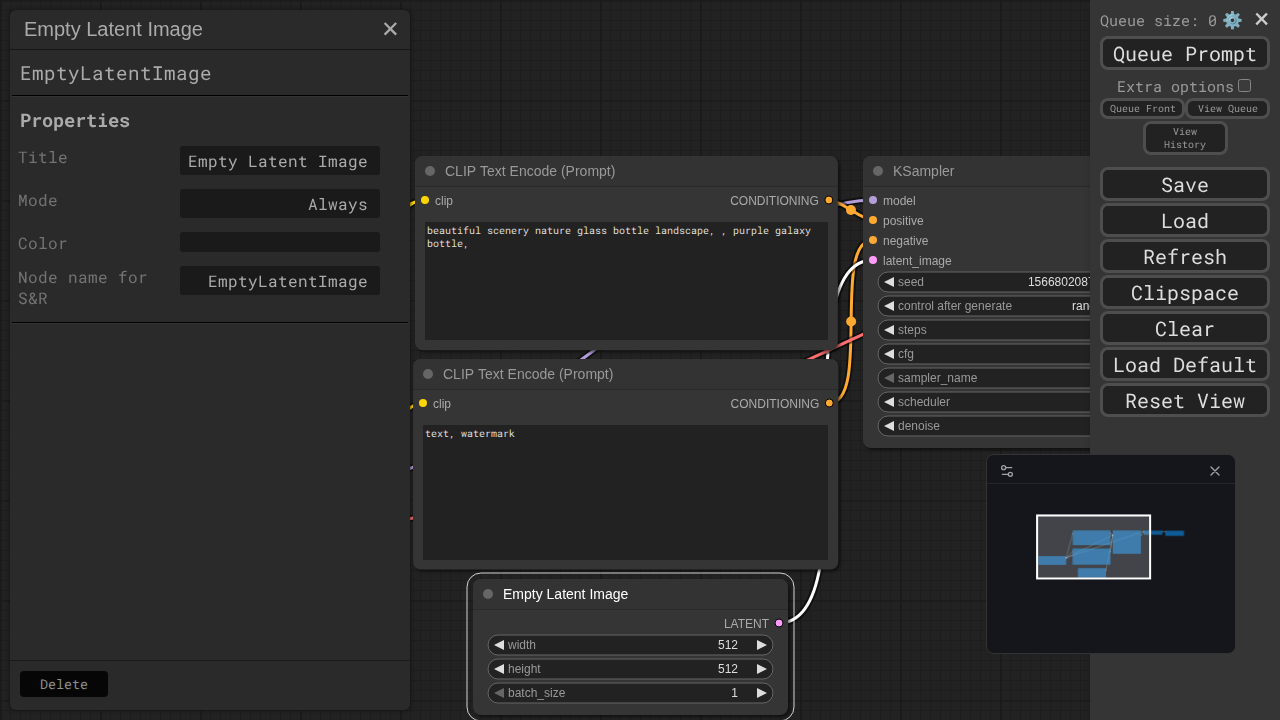 Empty Latent Image
EmptyLatentImage
Properties
Title
Empty Latent Image
Mode
Always
Color
Node name for
S&R
EmptyLatentImage
Delete
CLIP Text Encode (Prompt)
clip
CONDITIONING
beautiful scenery nature glass bottle landscape, , purple galaxy
bottle,
CLIP Text Encode (Prompt)
clip
CONDITIONING
text, watermark
Empty Latent Image
LATENT
width 512
height 512
batch_size 1
KSampler
model
positive
negative
latent_image
seed 156680208
control after generate ran
steps
cfg
sampler_name
scheduler
denoise
Queue size: 0
Queue Prompt
Extra options
Queue Front
View Queue
View
History
Save
Load
Refresh
Clipspace
Clear
Load Default
Reset View